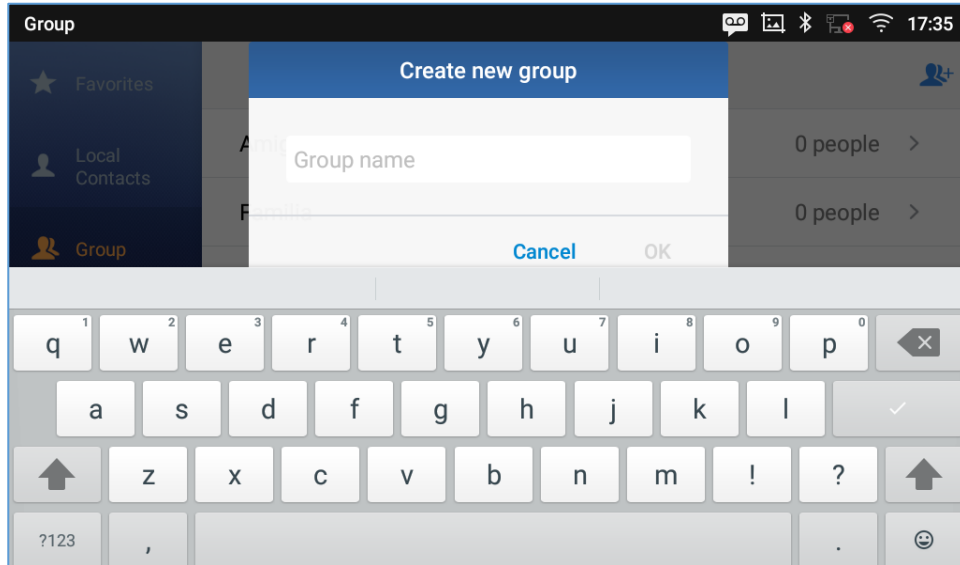 Group
17:35
Create new group
Favorites
Local
Contacts
Group
Group name
0 people
Familia
0 people
Cancel
OK
q 1 w 2 e 3 r 4 t 5 y 6 u 7 i 8 o 9 p 0
a s d f g h j k l
z x c v b n m ! ?
?123 , .